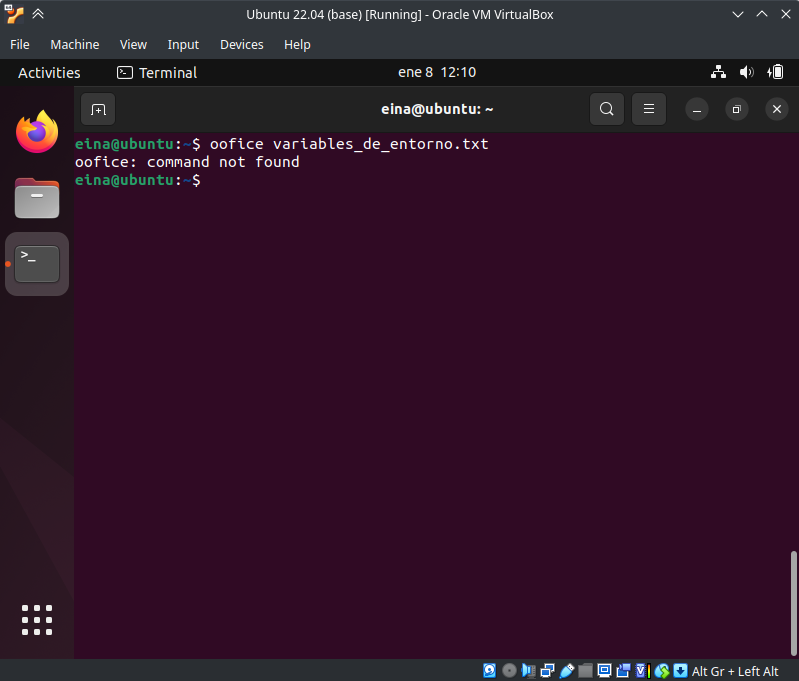 Ubuntu 22.04 (base) [Running] - Oracle VM VirtualBox
File Machine View Input Devices Help
Activities Terminal ene 8 12:10
eina@ubuntu: ~
eina@ubuntu:~$ oofice variables_de_entorno.txt
oofice: command not found
eina@ubuntu:~$
Alt Gr + Left Alt